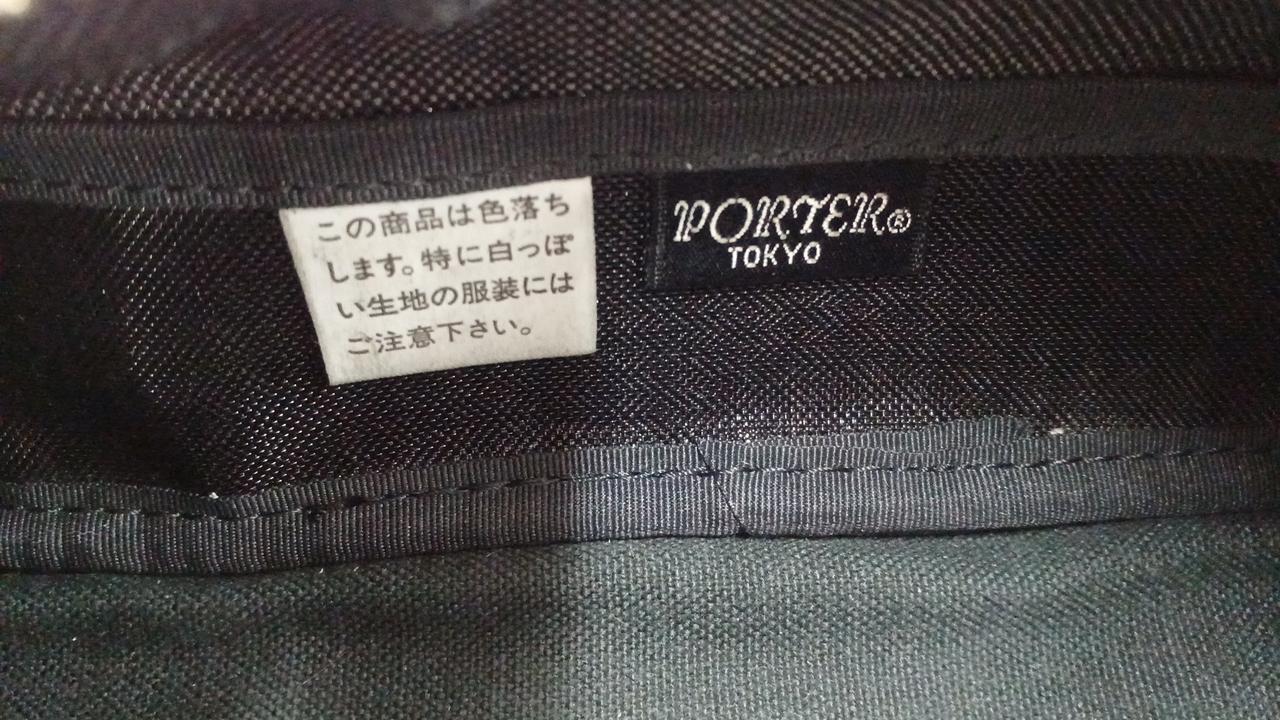 この商品は色落ち
します。特に白っぽ
い生地の服装には
ご注意下さい。
PORTER®
TOKYO